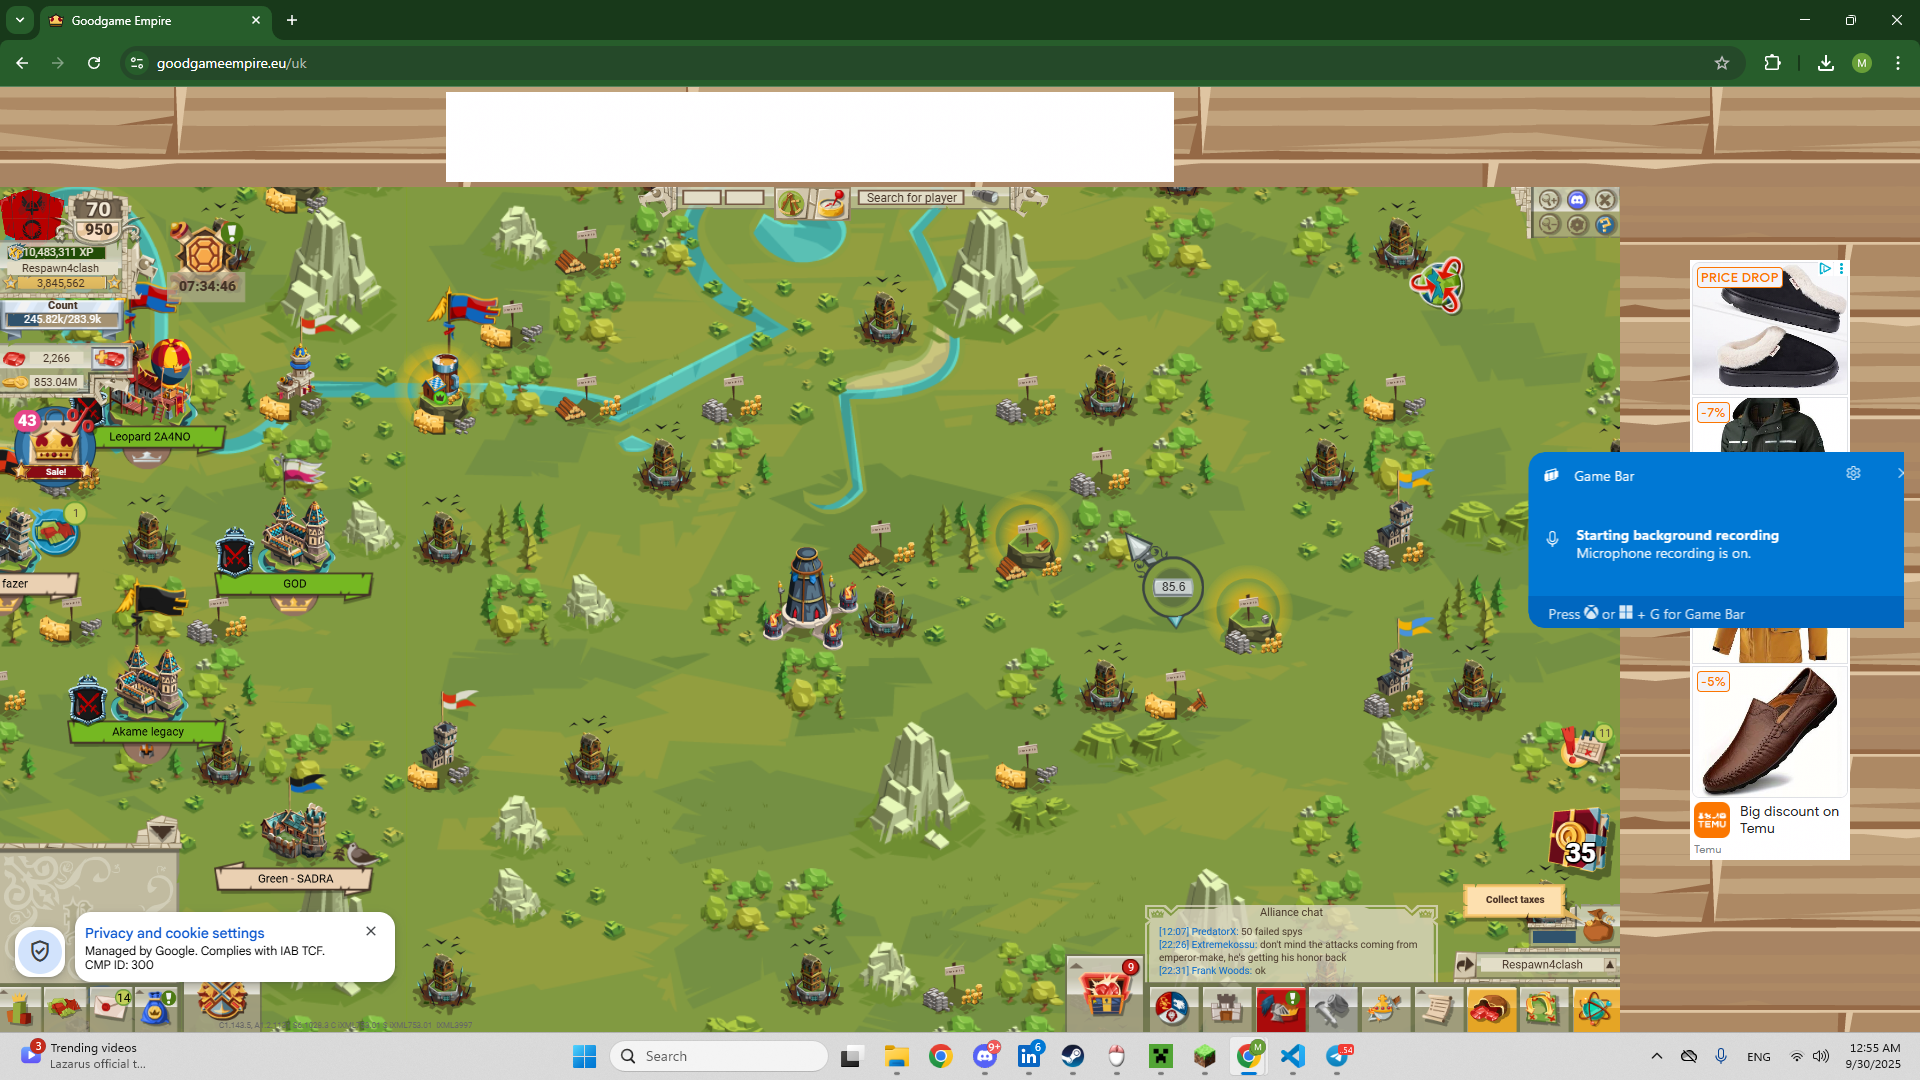 Goodgame Empire
goodgameempire.eu/uk
M
70
950
10,483,311 XP
Respawn4clash
3,845,562
Count
245.82k/283.9k
2,266
853.04M
07:34:46
Search for player
43
Sale!
Leopard 2A4NO
1
fazer
GOD
Akame legacy
Green - SADRA
85.6
PRICE DROP
-7%
Game Bar
Starting background recording
Microphone recording is on.
Press or + G for Game Bar
-5%
Big discount on
Temu
TEMU
Temu
11
35
Collect taxes
Respawn4clash
Alliance chat
[12:07] PredatorX: 50 failed spys
[22:26] Extremekossu: don't mind the attacks coming from
emperor-make, he's getting his honor back
[22:31] Frank Woods: ok
9
Privacy and cookie settings
Managed by Google. Complies with IAB TCF.
CMP ID: 300
14
3
Trending videos
Lazarus official t...
Search
9+
6
M
54
ENG
12:55 AM
9/30/2025